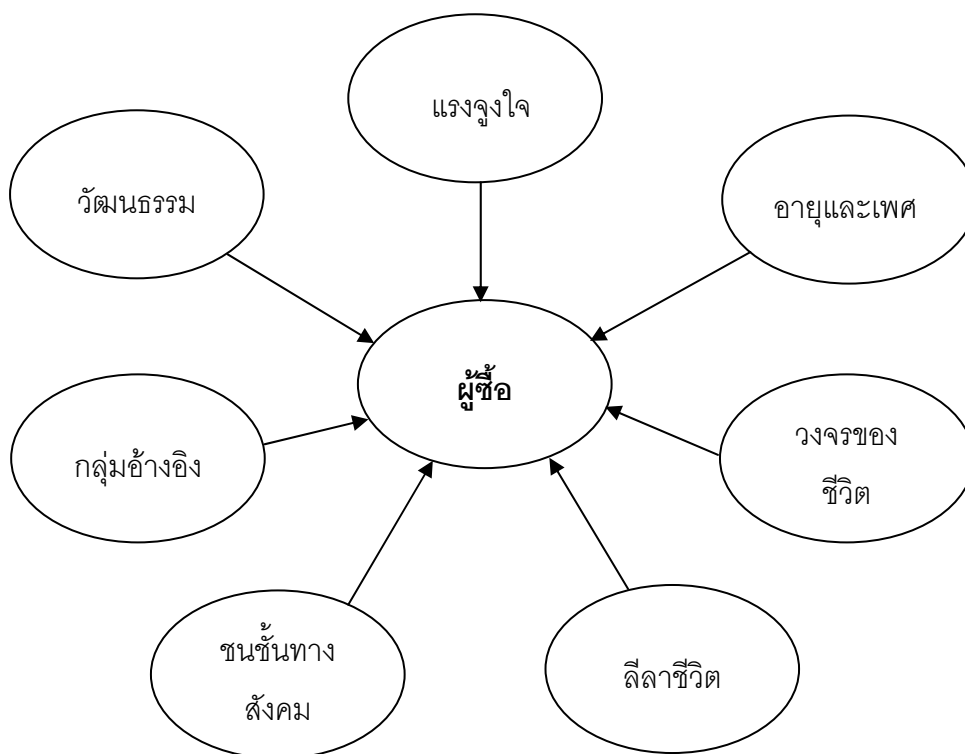 แรงจูงใจ
วัฒนธรรม
อายุและเพศ
ผู้ซื้อ
กลุ่มอ้างอิง
วงจรของ
ชีวิต
ชนชั้นทาง
สังคม
ลีลาชีวิต